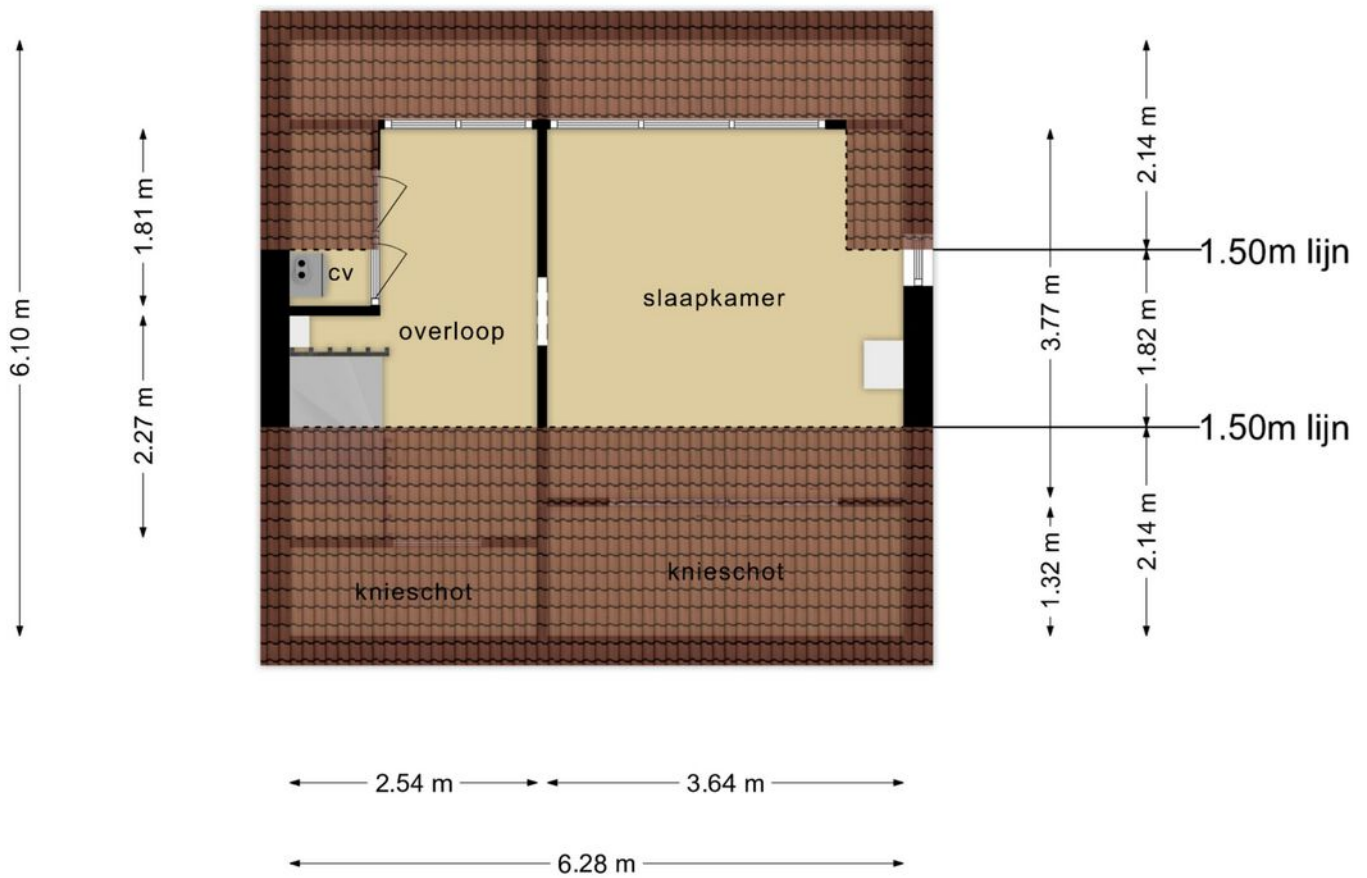 2.14 m
1.81 m
1.50m lijn
cv
slaapkamer
3.77 m
1.82 m
6.10 m
overloop
2.27 m
1.50m lijn
2.14 m
1.32 m
knieschot
knieschot
2.54 m
3.64 m
6.28 m